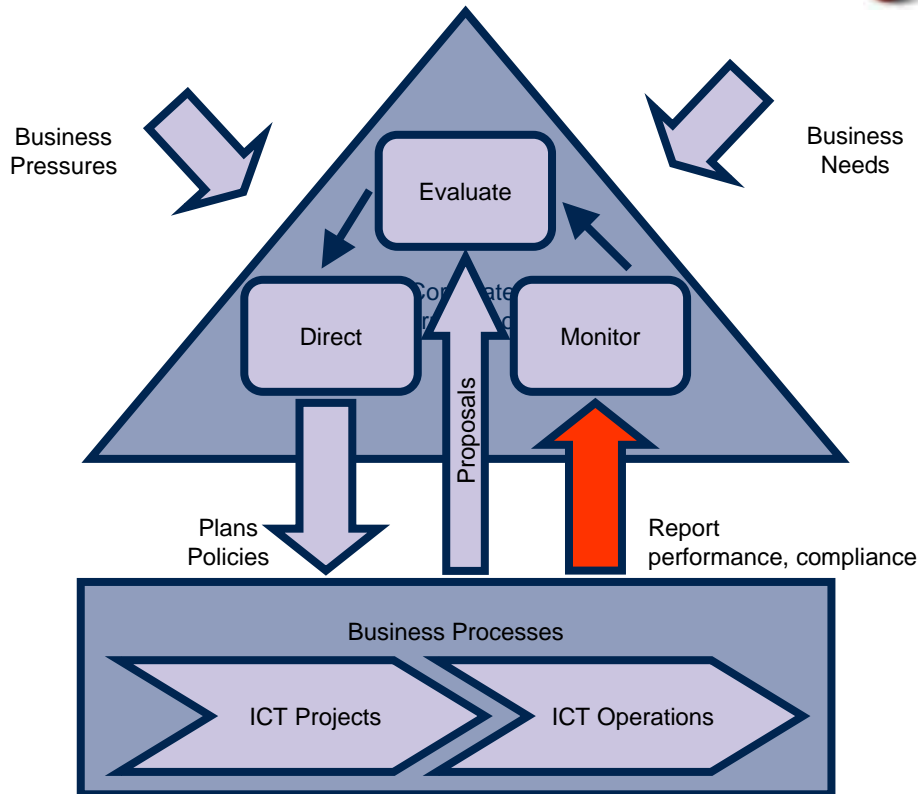 Business
Pressures
Business
Needs
Evaluate
Direct
Monitor
Proposals
Plans
Policies
Report
performance, compliance
Business Processes
ICT Projects
ICT Operations